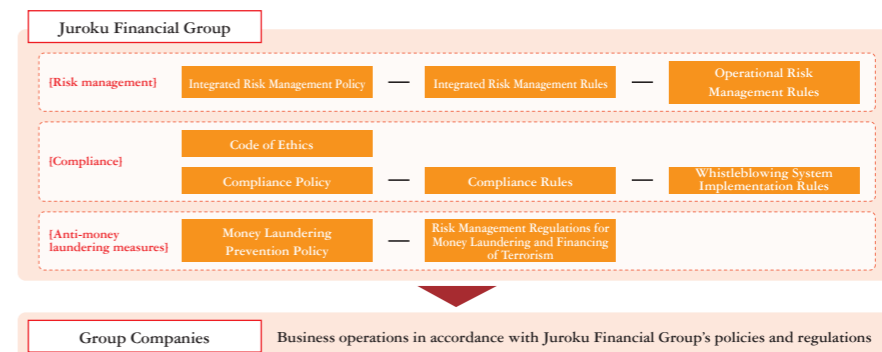 Juroku Financial Group
{Risk management}
Integrated Risk Management Policy
Integrated Risk Management Rules
Operational Risk
Management Rules
{Compliance}
Code of Ethics
Compliance Policy
Compliance Rules
Whistleblowing System
Implementation Rules
{Anti-money
laundering measures}
Money Laundering
Prevention Policy
Risk Management Regulations for
Money Laundering and Financing
of Terrorism
Group Companies
Business operations in accordance with Juroku Financial Group's policies and regulations